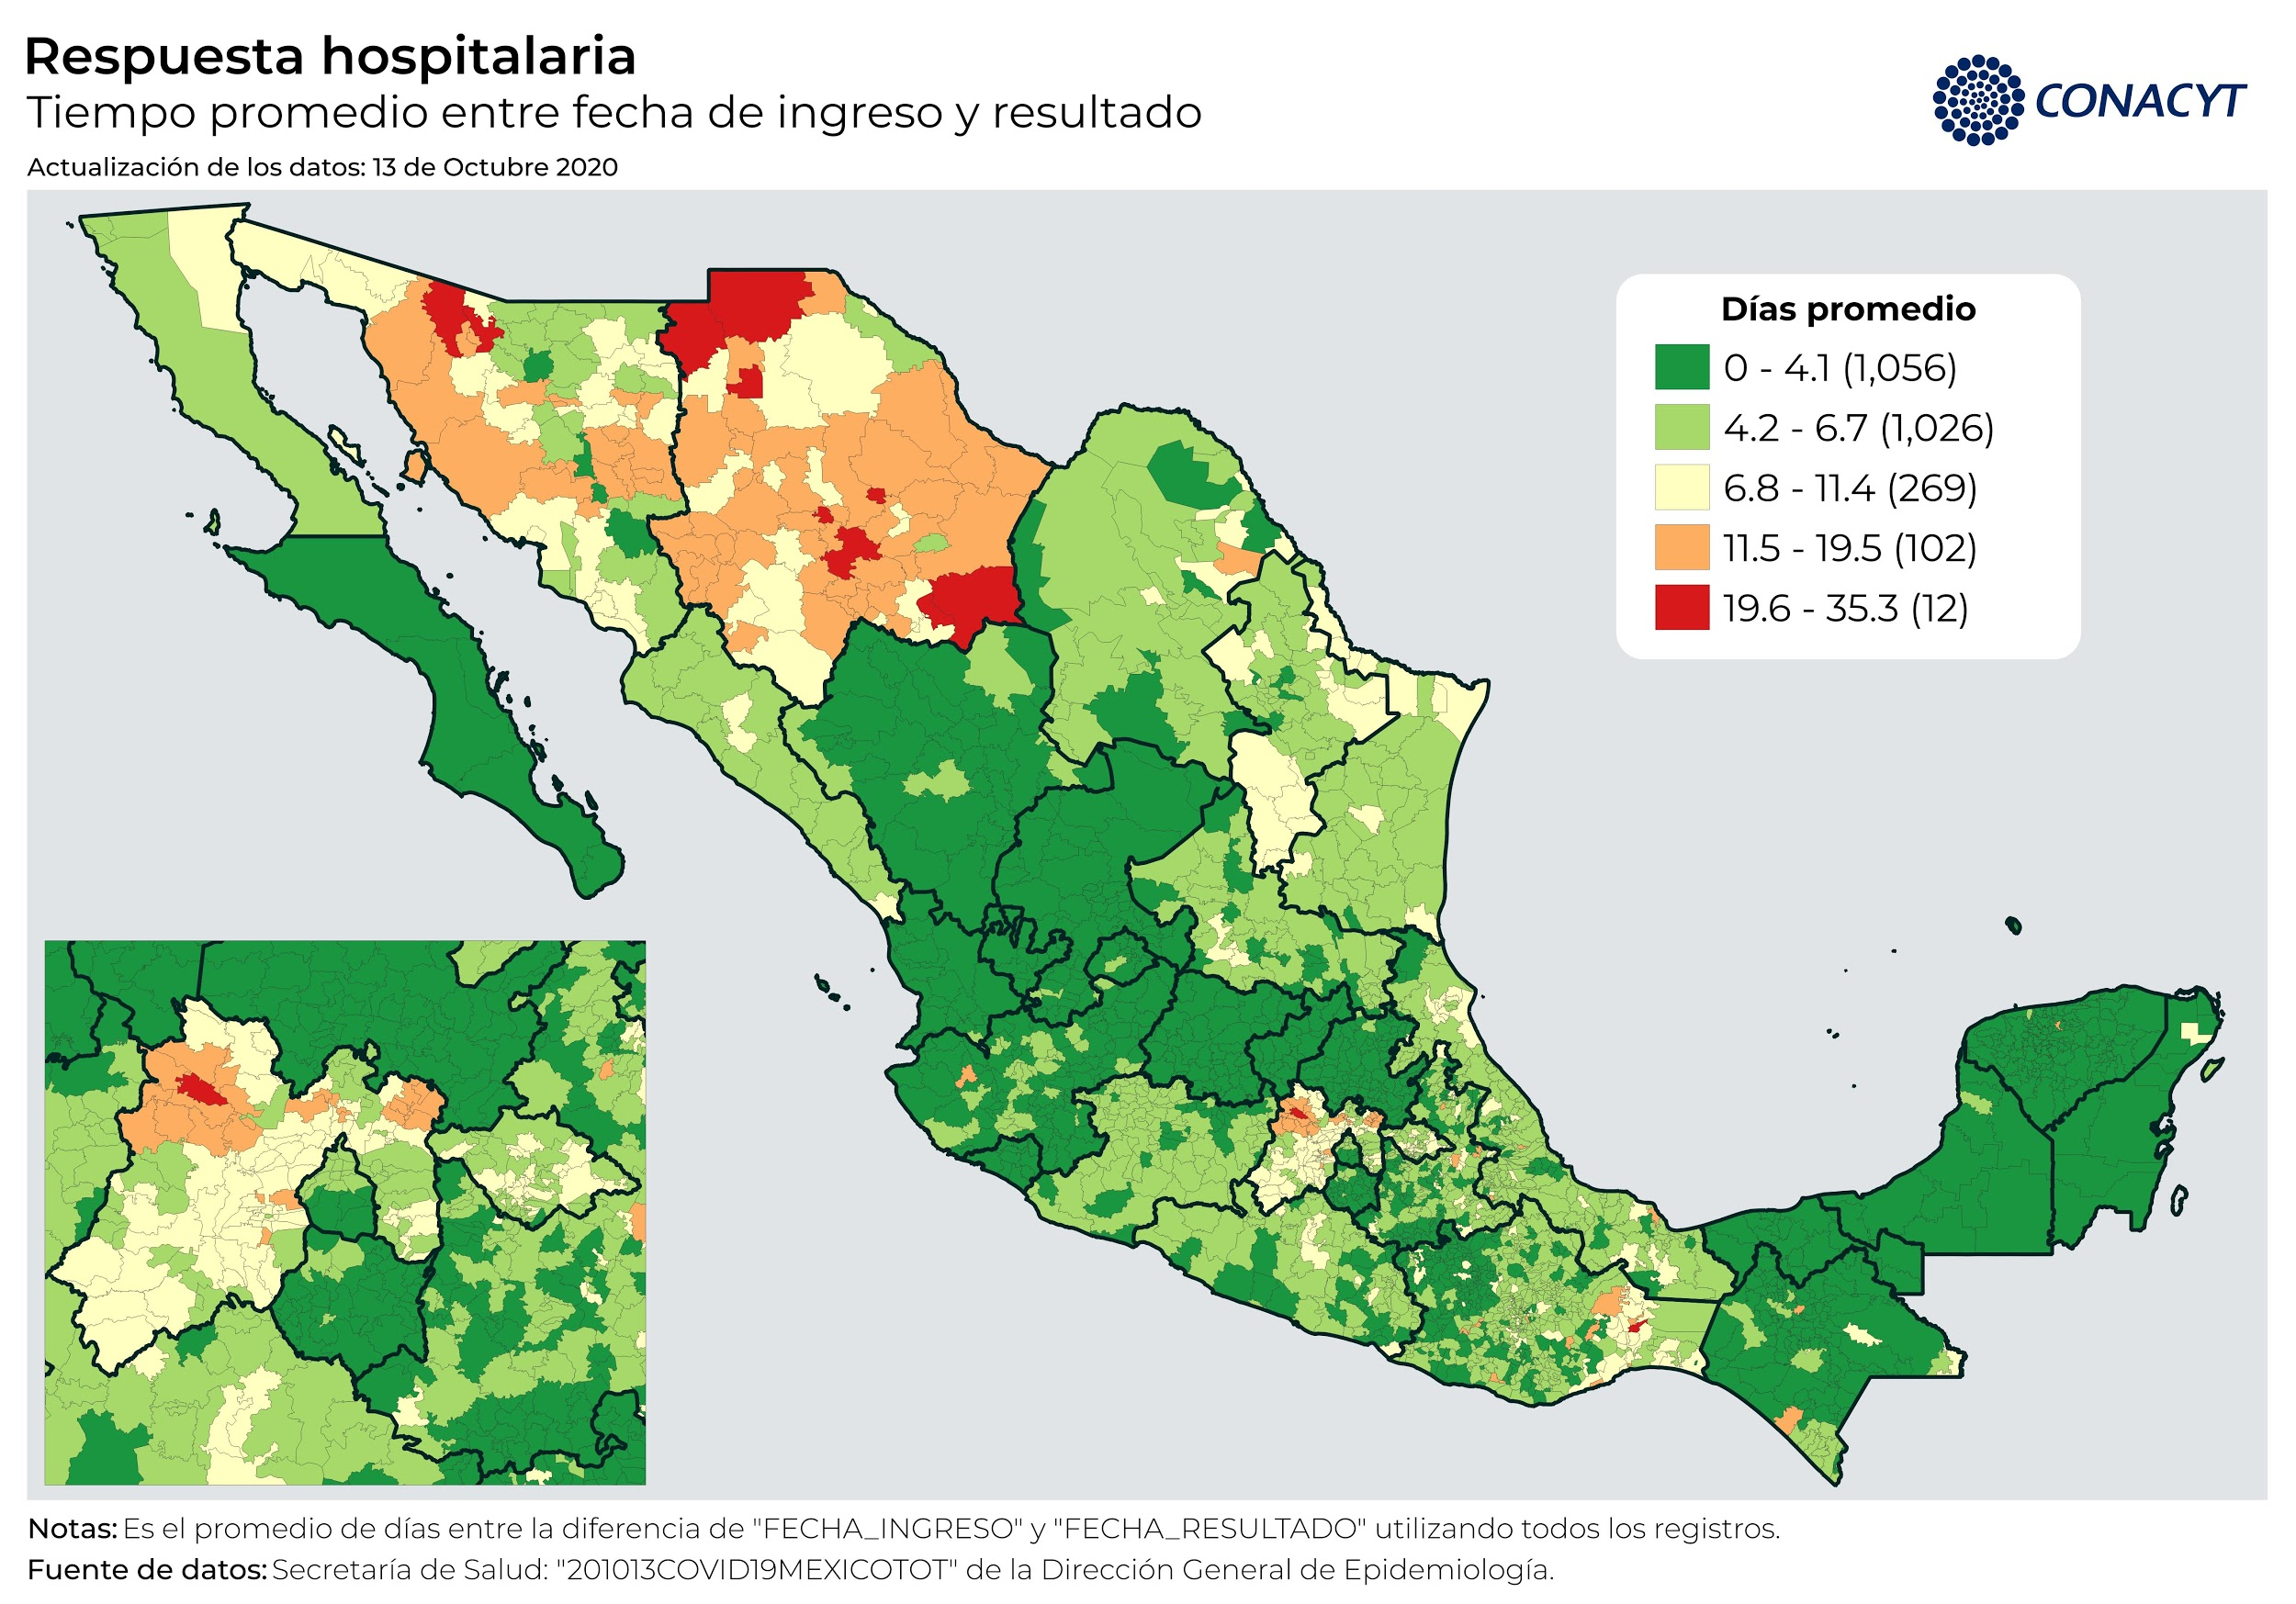 Respuesta hospitalaria
Tiempo promedio entre fecha de ingreso y resultado
Actualización de los datos: 13 de Octubre 2020
CONACYT
Días promedio
0 - 4.1 (1,056)
4.2 - 6.7 (1,026)
6.8 - 11.4 (269)
11.5 - 19.5 (102)
19.6 - 35.3 (12)
Notas: Es el promedio de días entre la diferencia de "FECHA_INGRESO" y "FECHA_RESULTADO" utilizando todos los registros.
Fuente de datos: Secretaría de Salud: "201013COVID19MEXICOTOT" de la Dirección General de Epidemiología.